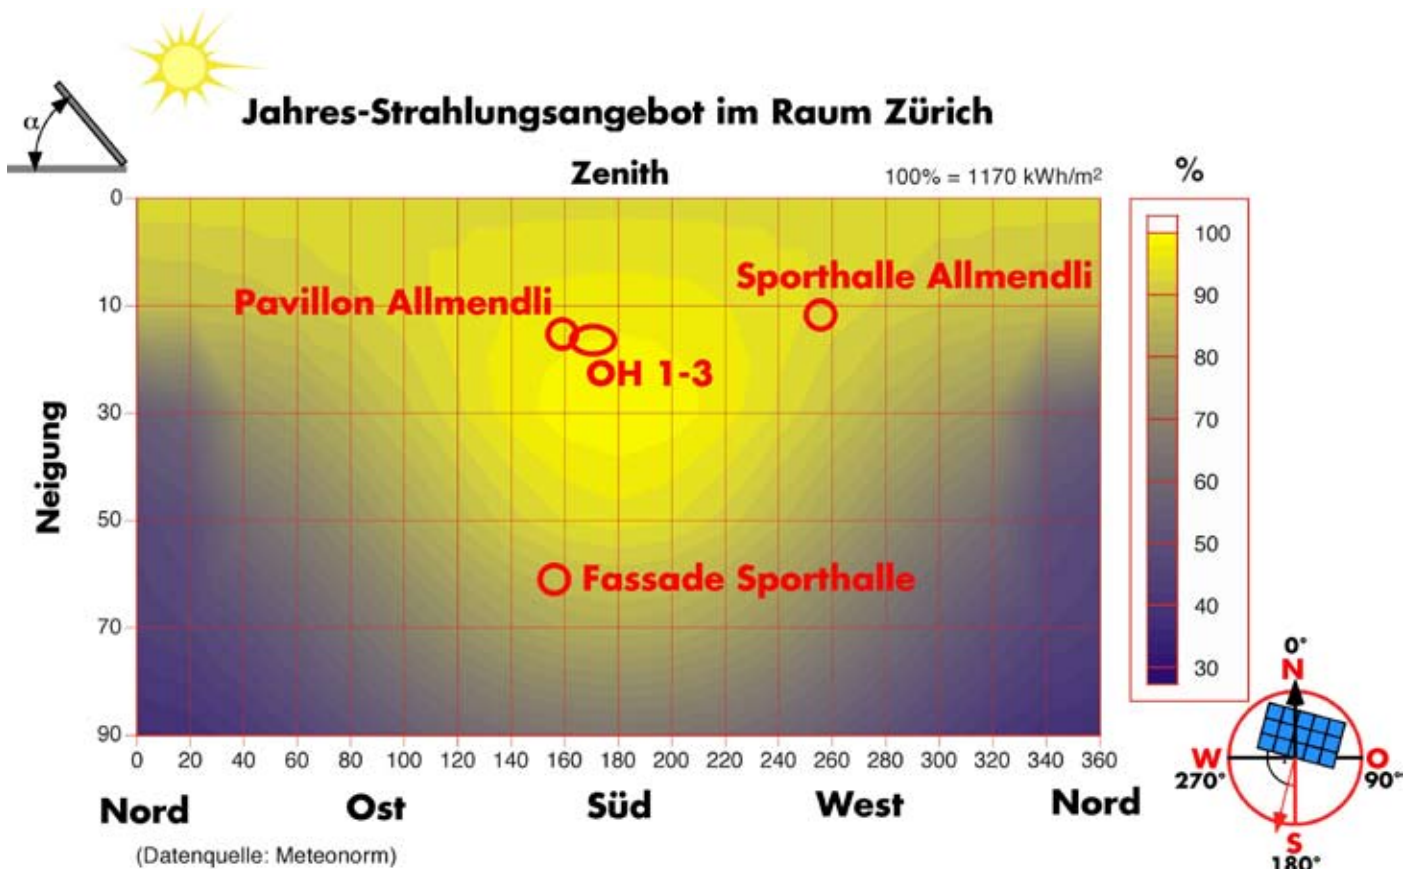 α
Jahres-Strahlungsangebot im Raum Zürich
Zenith
100% = 1170 kWh/m²
%
0
10
30
50
70
90
Neigung
Pavillon Allmendli
Sporthalle Allmendli
OH 1-3
Fassade Sporthalle
100
90
80
70
60
50
40
30
0 20 40 60 80 100 120 140 160 180 200 220 240 260 280 300 320 340 360
Nord Ost Süd West Nord
(Datenquelle: Meteonorm)
0°
N
W O
270° 90°
S
180°